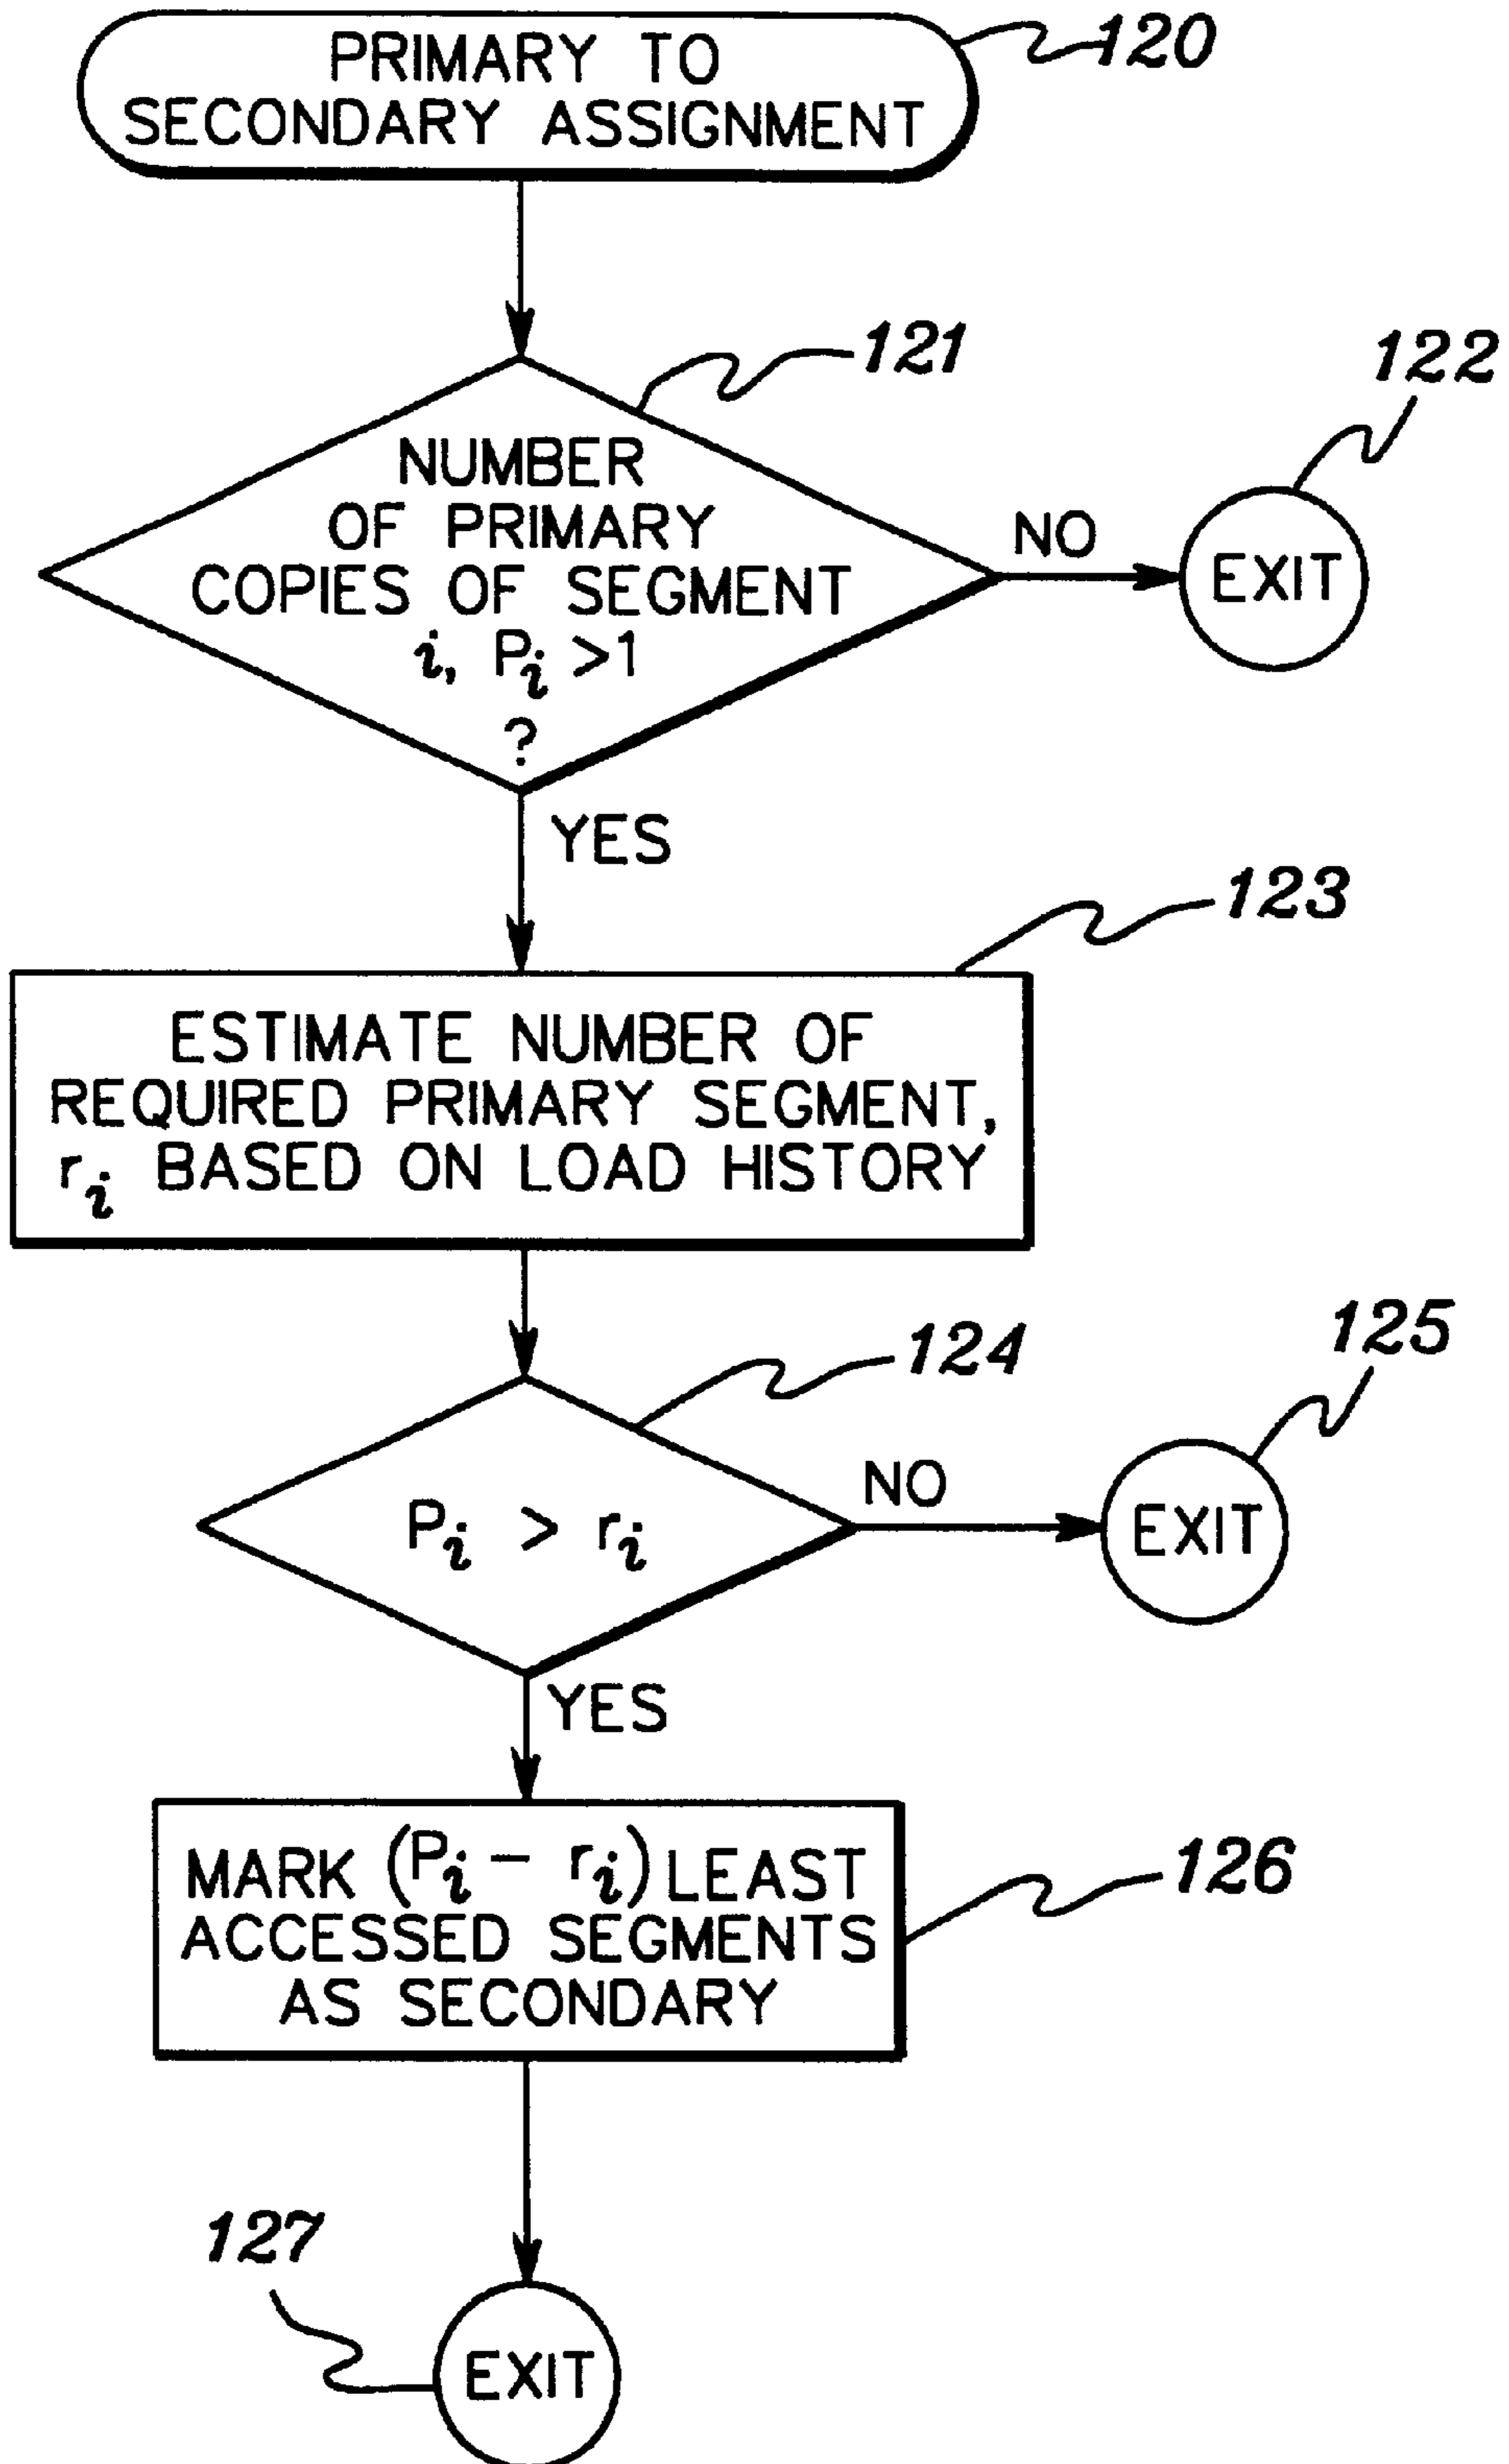 PRIMARY TO
SECONDARY ASSIGNMENT
120
121
NUMBER
OF PRIMARY
COPIES OF SEGMENT
i, Pi >1
?
NO
122
EXIT
YES
123
ESTIMATE NUMBER OF
REQUIRED PRIMARY SEGMENT,
ri BASED ON LOAD HISTORY
124
Pi > ri
NO
125
EXIT
YES
126
MARK (Pi - ri) LEAST
ACCESSED SEGMENTS
AS SECONDARY
127
EXIT